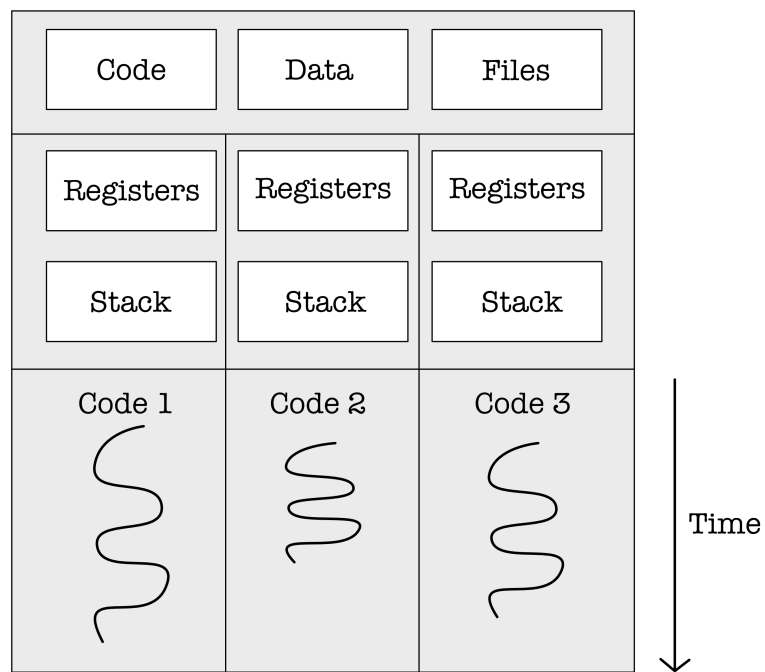 Code Data Files
Registers Registers Registers
Stack Stack Stack
Code 1 Code 2 Code 3
Time